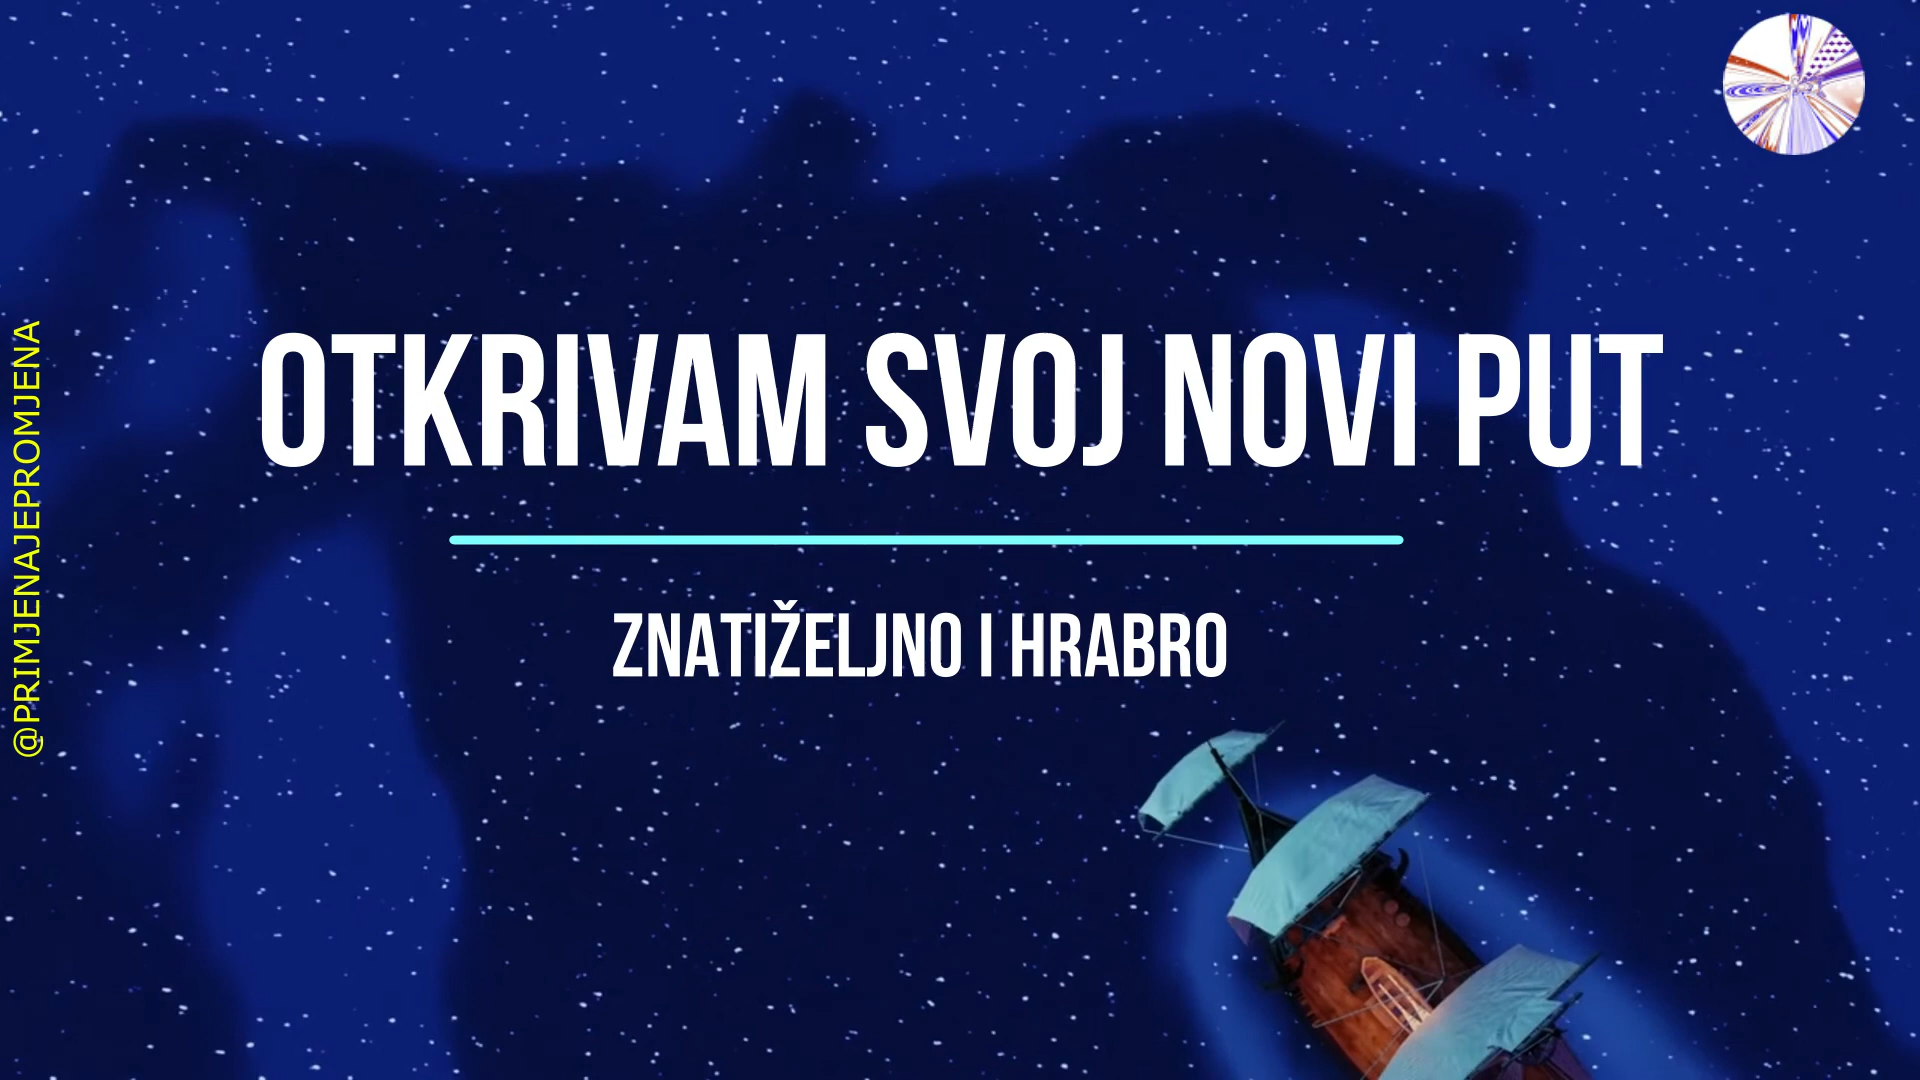 OTKRIVAM SVOJ NOVI PUT
ZNATIŽELJNO I HRABRO
@PRIMJENAJEPROMJENA